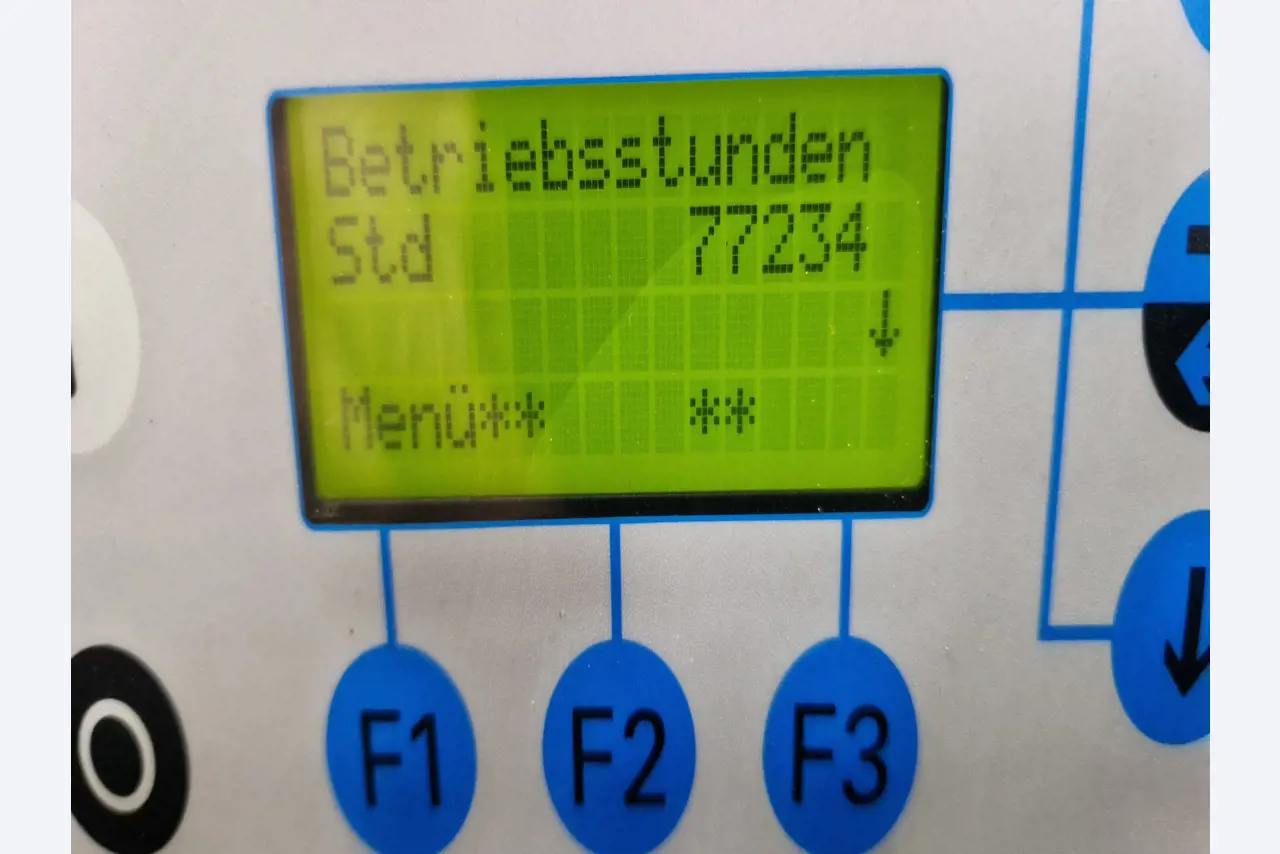 Betriebsstunden
Std 77234
↓
Menü** **
F1 F2 F3